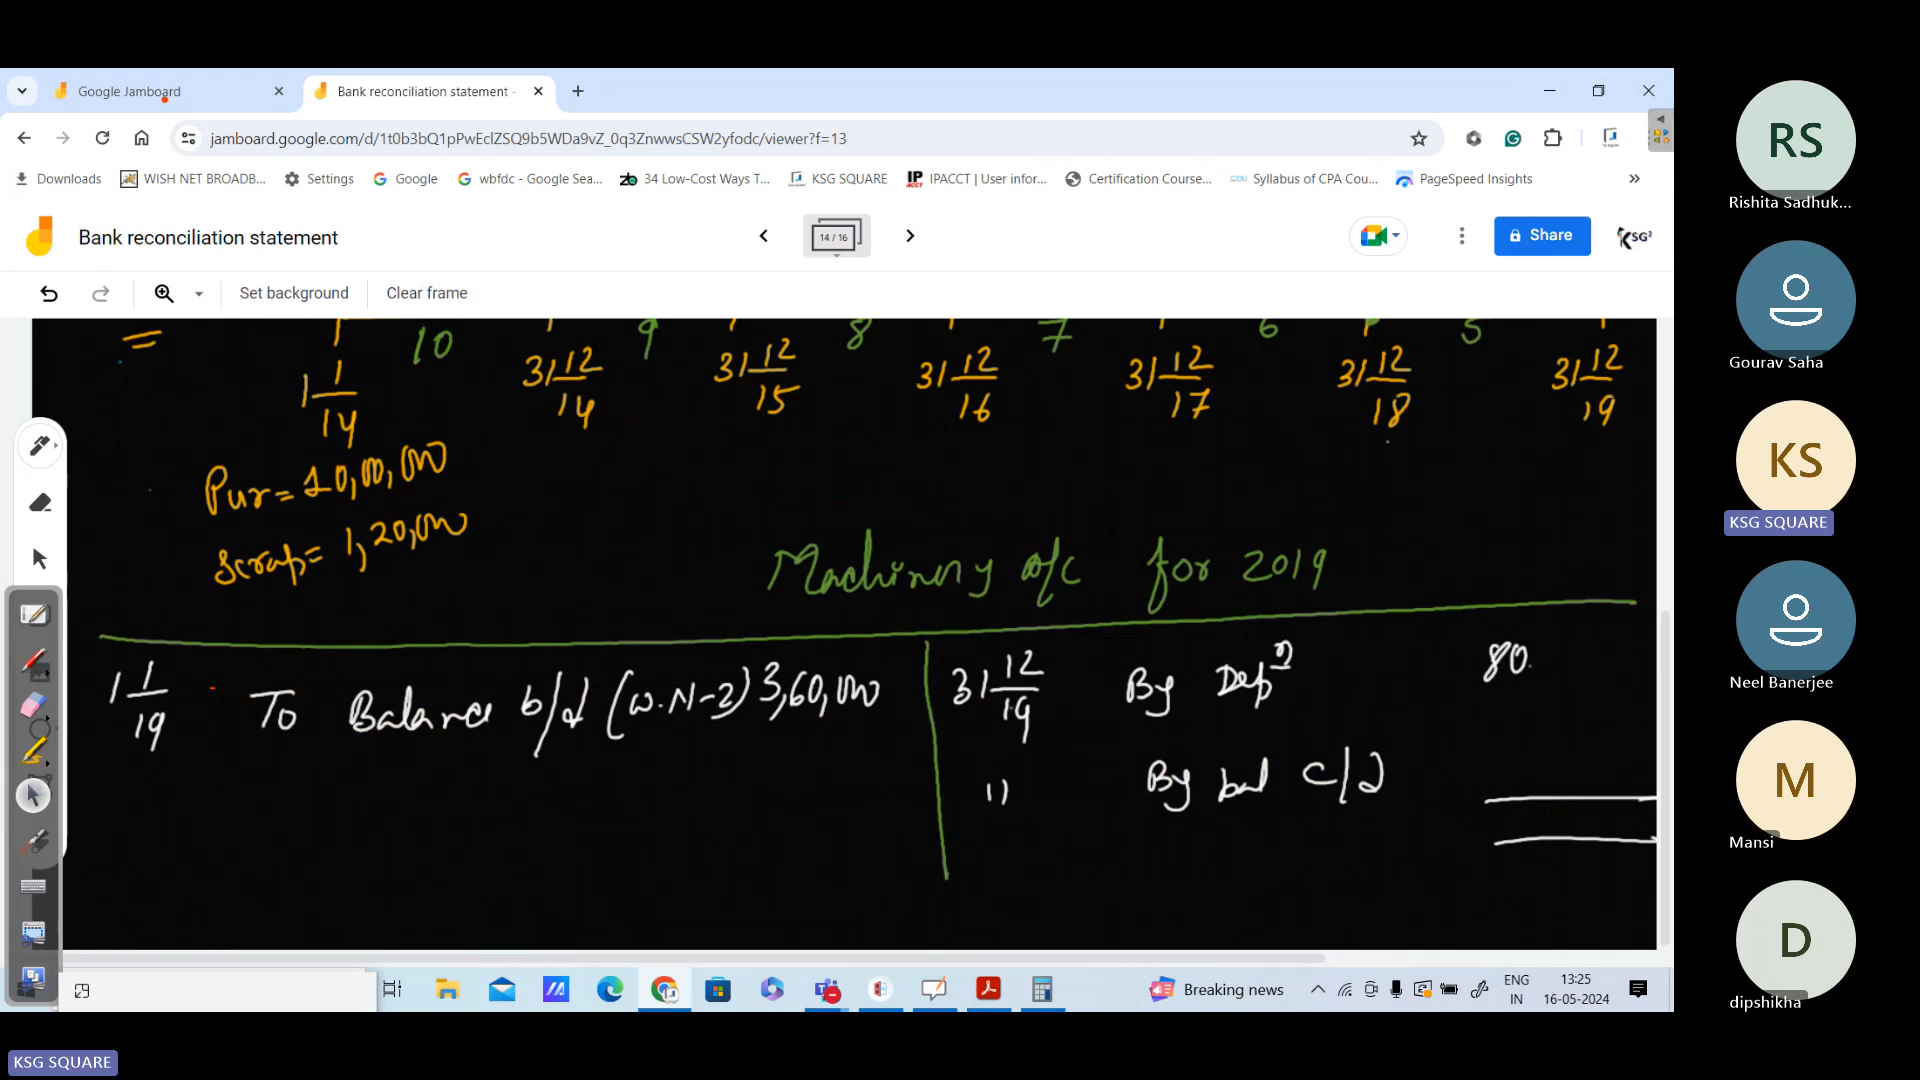 Google Jamboard
Bank reconciliation statement -
jamboard.google.com/d/1t0b3bQ1pPwEclZSQ9b5WDa9vZ_0q3ZnwwsCSW2yfodc/viewer?f=13
Downloads WISH NET BROADB... Settings Google wbfdc - Google Sea... 34 Low-Cost Ways T... KSG SQUARE IPACCT | User infor... Certification Course... Syllabus of CPA Cou... PageSpeed Insights
Bank reconciliation statement
14 / 16
Share
KSG²
Set background Clear frame
= 10 9 8 7 6 5
1 1/14 31 12/14 31 12/15 31 12/16 31 12/17 31 12/18 31 12/19
Pur = 10,00,000
Scrap = 1,20,000
Machinery a/c for 2019
1 1/19 To Balance b/d (W.N-2) 3,60,000 31 12/19 By Depn 80
11 By bal c/d
RS
Rishita Sadhuk...
Gourav Saha
KS
KSG SQUARE
Neel Banerjee
M
Mansi
D
dipshikha
Breaking news
ENG
IN
13:25
16-05-2024
KSG SQUARE